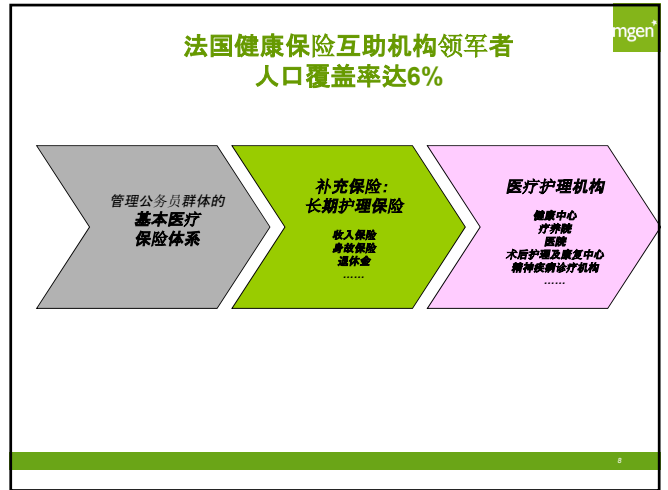 mgen*
法国健康保险互助机构领军者
人口覆盖率达6%
管理公务员群体的
基本医疗
保险体系
补充保险：
长期护理保险
收入保险
身故保险
退休金
……
医疗护理机构
健康中心
疗养院
医院
术后护理及康复中心
精神疾病诊疗机构
……
8